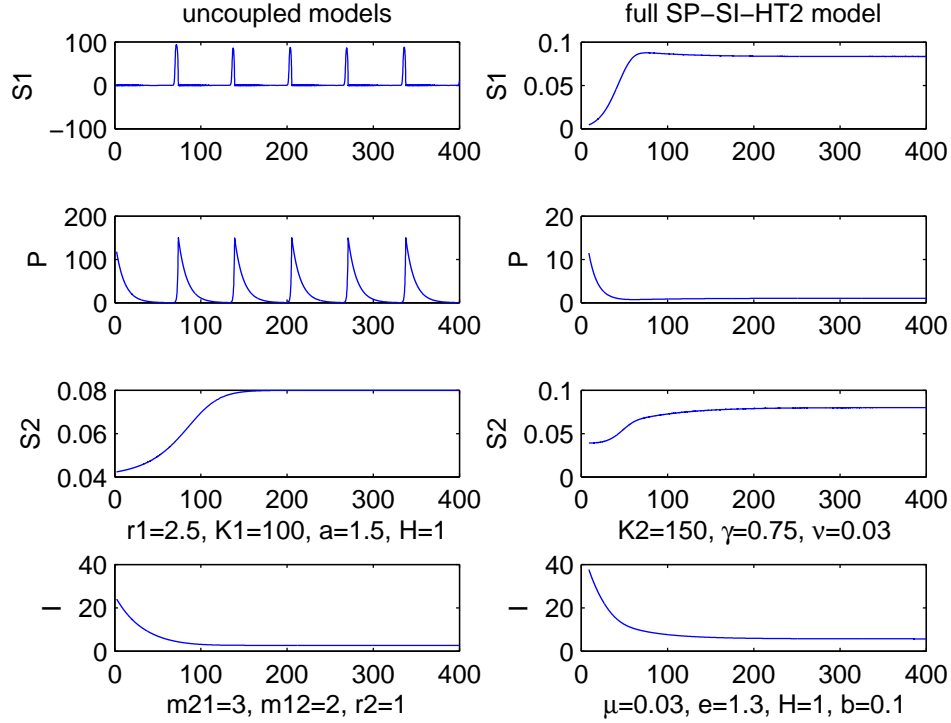 uncoupled models
full SP−SI−HT2 model
100
0
−100
S1
0 100 200 300 400
0.1
0.05
0
S1
0 100 200 300 400
200
100
0
P
0 100 200 300 400
20
10
0
P
0 100 200 300 400
0.08
0.06
0.04
S2
0 100 200 300 400
r1=2.5, K1=100, a=1.5, H=1
0.1
0.05
0
S2
0 100 200 300 400
K2=150, γ=0.75, ν=0.03
40
20
0
I
0 100 200 300 400
m21=3, m12=2, r2=1
40
20
0
I
0 100 200 300 400
μ=0.03, e=1.3, H=1, b=0.1